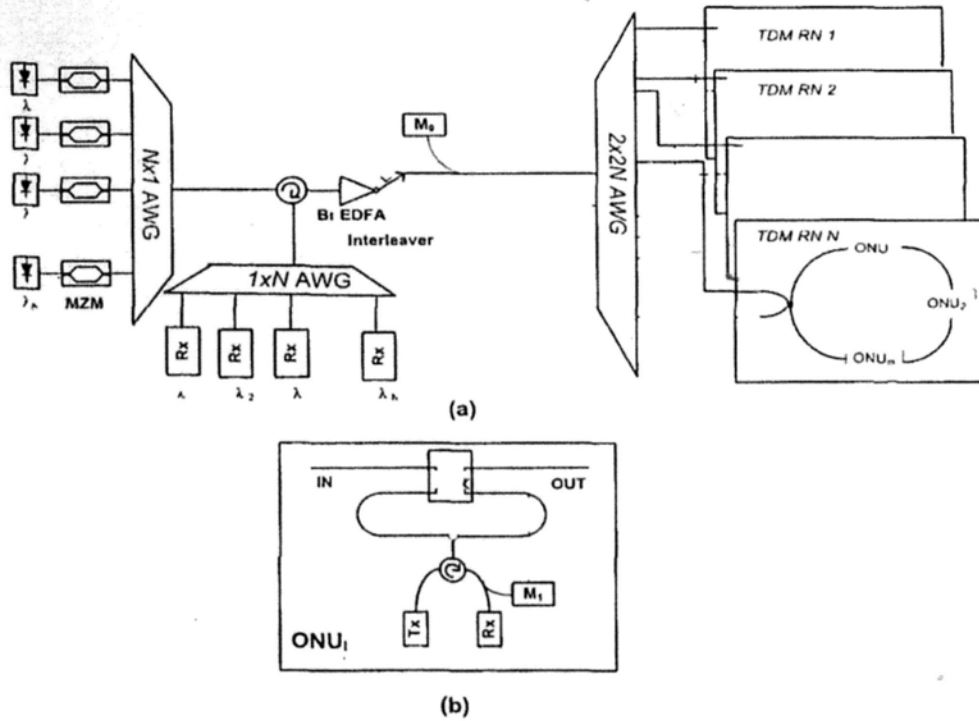 TDM RN 1
TDM RN 2
TDM RN N
λ
λ
MZM
Nx1 AWG
M₀
Bi EDFA
Interleaver
1xN AWG
2x2N AWG
ONU
ONU₂
ONUₘ
Rx
Rx
Rx
Rx
λ₂
λ
(a)
IN
OUT
M₁
Tx
Rx
ONUᵢ
(b)